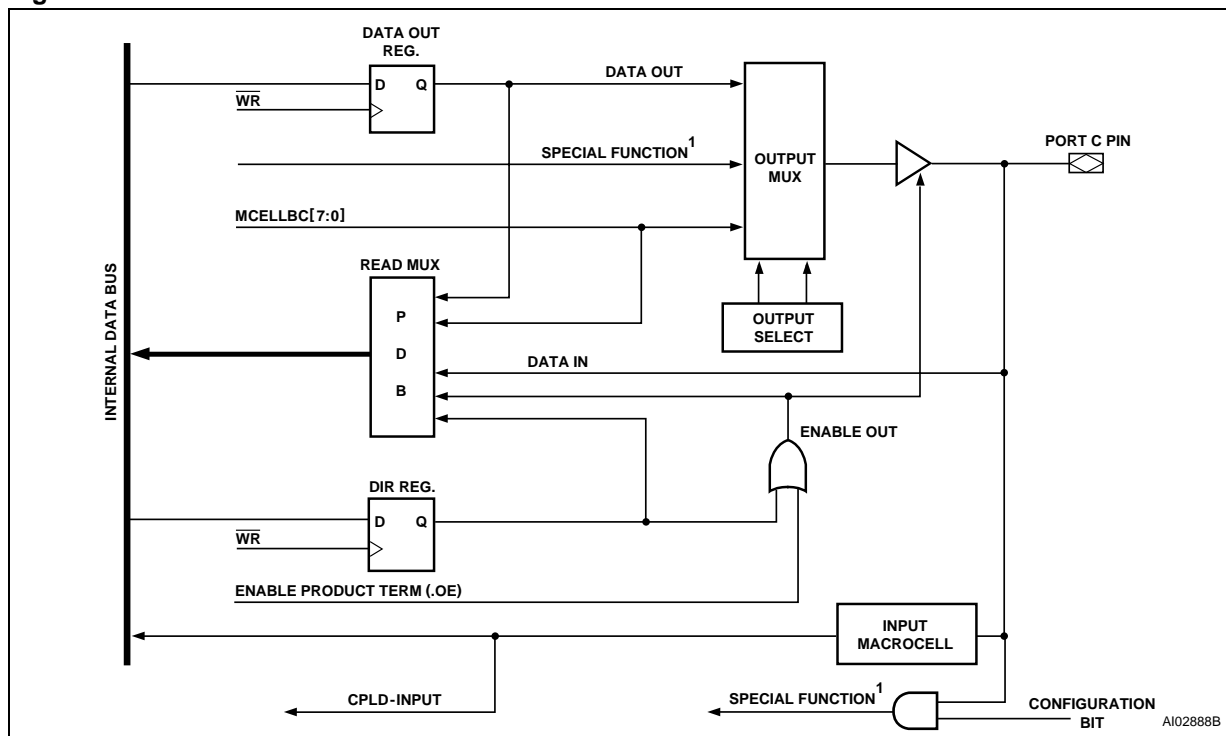 DATA OUT
REG.
D Q
WR
DATA OUT
SPECIAL FUNCTION1
OUTPUT
MUX
PORT C PIN
MCELLBC[7:0]
READ MUX
P
D
B
OUTPUT
SELECT
DATA IN
INTERNAL DATA BUS
ENABLE OUT
DIR REG.
D Q
WR
ENABLE PRODUCT TERM (.OE)
INPUT
MACROCELL
CPLD-INPUT
SPECIAL FUNCTION1
CONFIGURATION
BIT
AI02888B